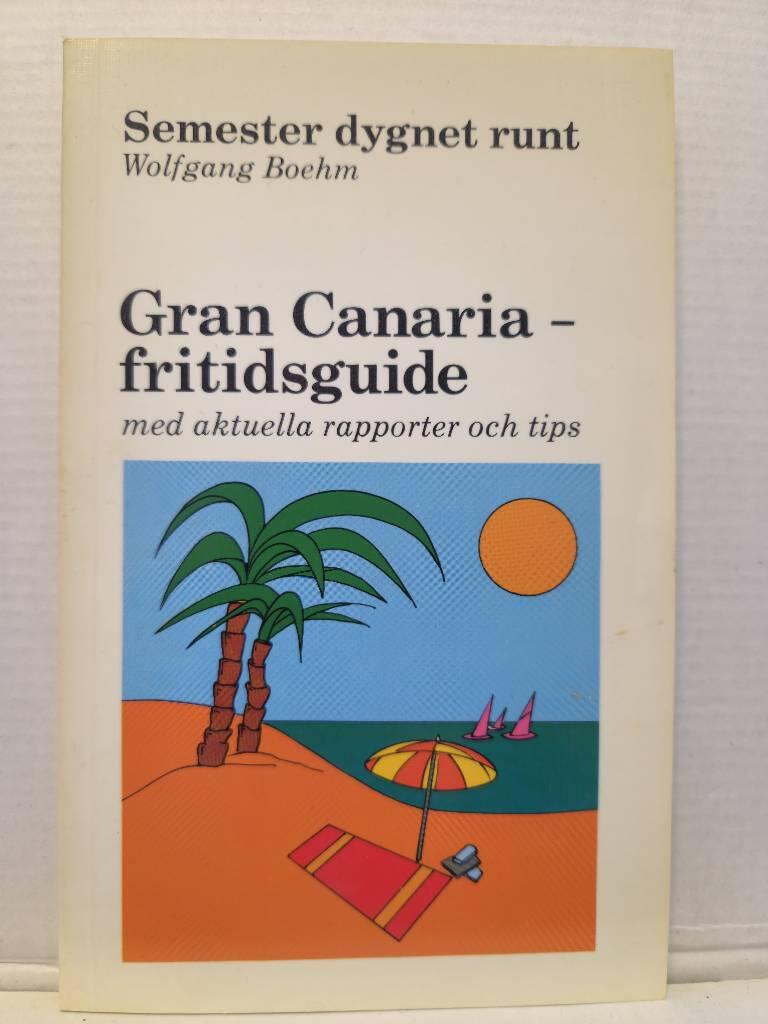 Semester dygnet runt
Wolfgang Boehm
Gran Canaria –
fritidsguide
med aktuella rapporter och tips